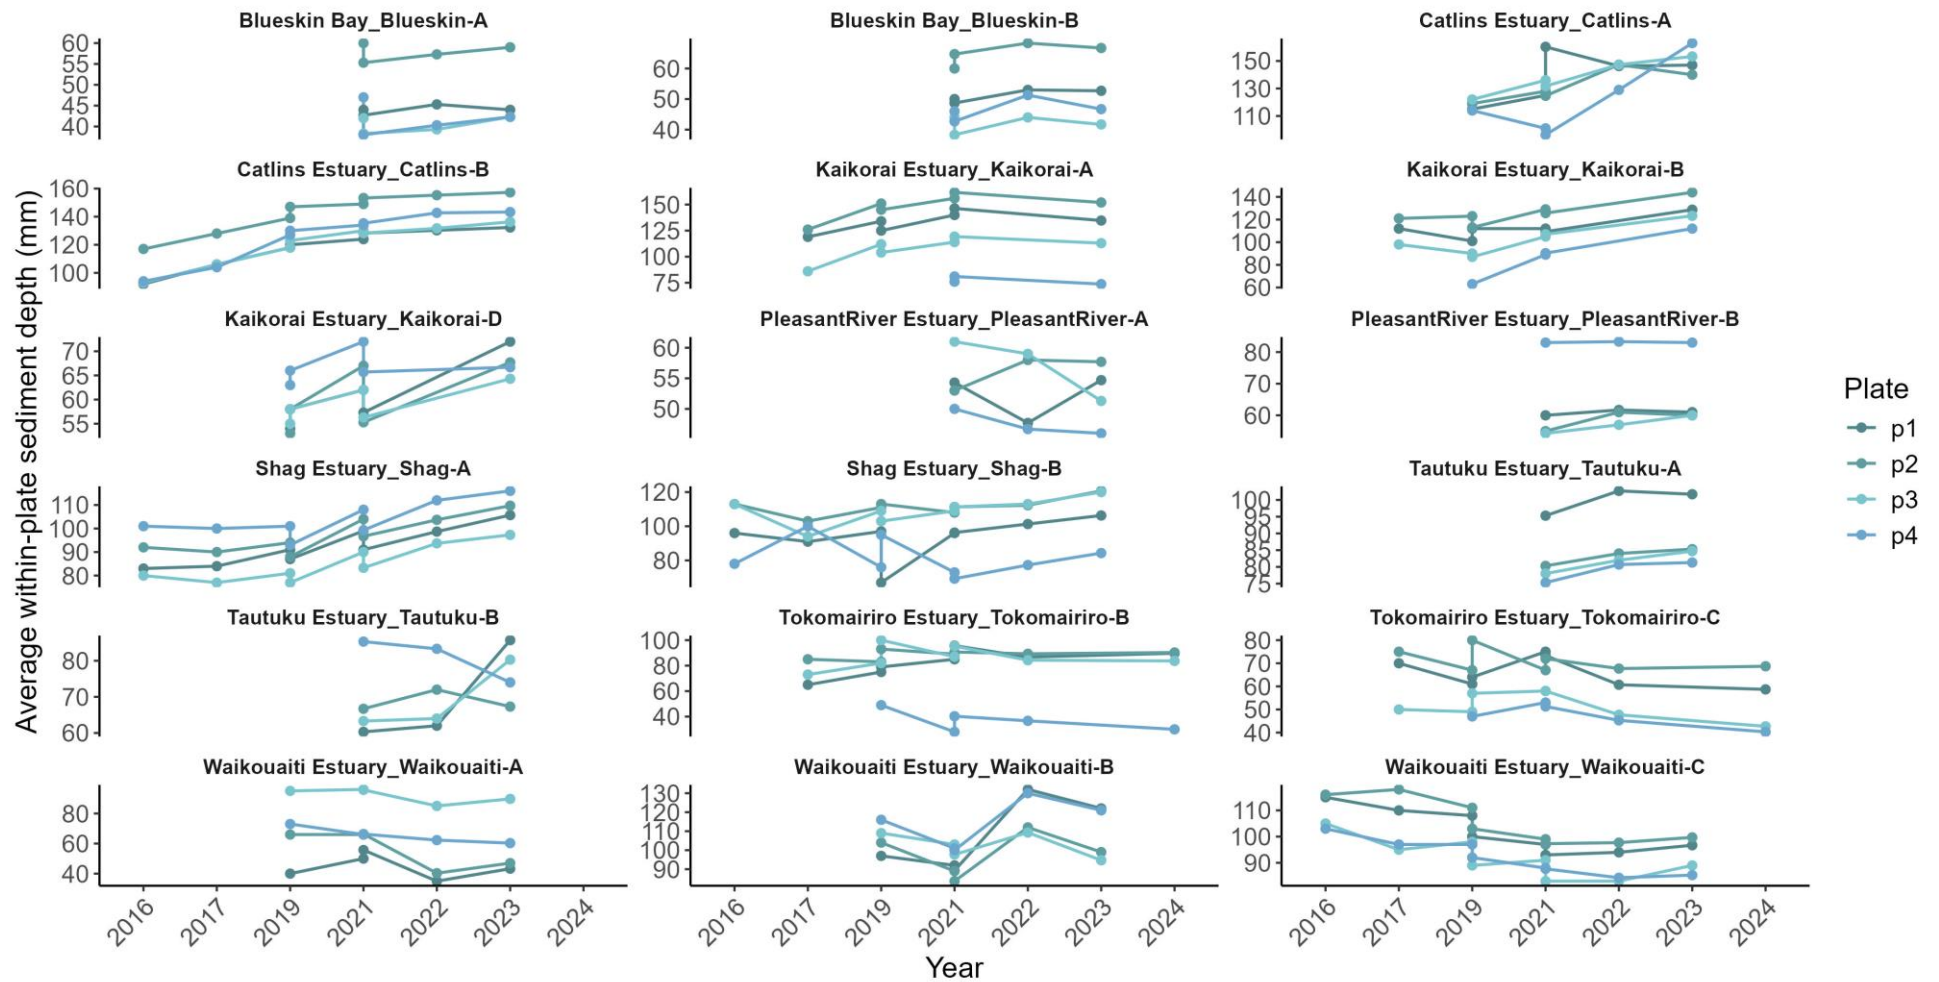 Blueskin Bay_Blueskin-A
60
55
50
45
40
Blueskin Bay_Blueskin-B
60
50
40
Catlins Estuary_Catlins-A
150
130
110
Catlins Estuary_Catlins-B
160
140
120
100
Kaikorai Estuary_Kaikorai-A
150
125
100
75
Kaikorai Estuary_Kaikorai-B
140
120
100
80
60
Kaikorai Estuary_Kaikorai-D
70
65
60
55
PleasantRiver Estuary_PleasantRiver-A
60
55
50
PleasantRiver Estuary_PleasantRiver-B
80
70
60
Shag Estuary_Shag-A
110
100
90
80
Shag Estuary_Shag-B
120
100
80
Tautuku Estuary_Tautuku-A
100
95
90
85
80
75
Tautuku Estuary_Tautuku-B
80
70
60
Tokomairiro Estuary_Tokomairiro-B
100
80
60
40
Tokomairiro Estuary_Tokomairiro-C
80
70
60
50
40
Waikouaiti Estuary_Waikouaiti-A
80
60
40
Waikouaiti Estuary_Waikouaiti-B
130
120
110
100
90
Waikouaiti Estuary_Waikouaiti-C
110
100
90
2016 2017 2019 2021 2022 2023 2024
2016 2017 2019 2021 2022 2023 2024
2016 2017 2019 2021 2022 2023 2024
Year
Average within-plate sediment depth (mm)
Plate
p1
p2
p3
p4